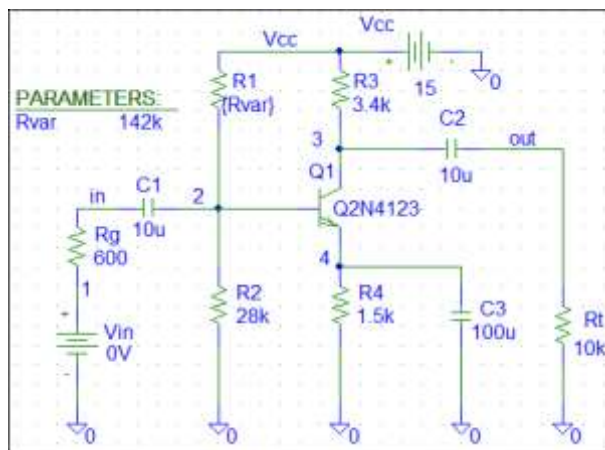 Vcc
Vcc
R1
{Rvar}
R3
3.4k
15
0
PARAMETERS:
Rvar 142k
3
C2
out
10u
Q1
Q2N4123
in
C1
10u
2
Rg
600
1
4
R2
28k
R4
1.5k
C3
100u
Rt
10k
Vin
0V
0
0
0
0
0